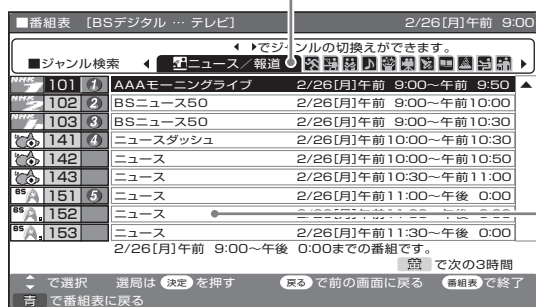 ■番組表 [BSデジタル … テレビ] 2/26[月]午前 9:00
でジャンルの切換えができます。
■ジャンル検索 ニュース/報道
NHK 101 1 AAAモーニングライブ 2/26[月]午前 9:00~午前 9:50
NHK 102 2 BSニュース50 2/26[月]午前 9:00~午前10:00
NHK 103 3 BSニュース50 2/26[月]午前 9:00~午前10:30
141 4 ニュースダッシュ 2/26[月]午前10:00~午前10:30
142 ニュース 2/26[月]午前10:00~午前10:50
143 ニュース 2/26[月]午前10:30~午前11:00
BS A 151 5 ニュース 2/26[月]午前11:00~午後 0:00
BS A 152 ニュース
BS A 153 ニュース 2/26[月]午前11:30~午後 0:00
2/26[月]午前 9:00~午後 0:00までの番組です。
黄 で次の3時間
で選択 選局は 決定 を押す 戻る で前の画面に戻る 番組表 で終了
青 で番組表に戻る